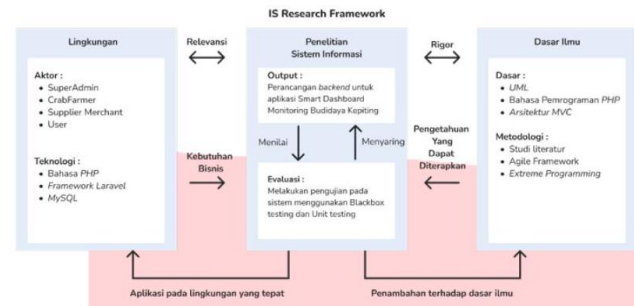 IS Research Framework
Lingkungan
Aktor :
SuperAdmin
CrabFarmer
Supplier Merchant
User
Teknologi :
Bahasa PHP
Framework Laravel
MySQL
Relevansi
Kebutuhan
Bisnis
Penelitian
Sistem Informasi
Output :
Perancangan backend untuk
aplikasi Smart Dashboard
Monitoring Budidaya Kepiting
Menilai
Menyaring
Evaluasi :
Melakukan pengujian pada
sistem menggunakan Blackbox
testing dan Unit testing
Rigor
Pengetahuan
Yang
Dapat
Diterapkan
Dasar Ilmu
Dasar :
UML
Bahasa Pemrograman PHP
Arsitektur MVC
Metodologi :
Studi literatur
Agile Framework
Extreme Programming
Aplikasi pada lingkungan yang tepat
Penambahan terhadap dasar ilmu